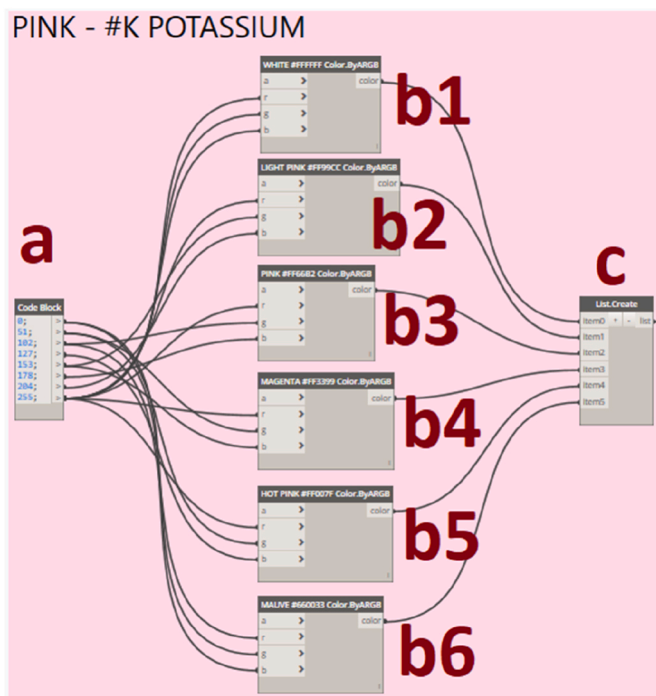 PINK - #K POTASSIUM
WHITE #FFFFFF Color.ByARGB
a > color
r >
g >
b >
b1
LIGHT PINK #FF99CC Color.ByARGB
a > color
r >
g >
b >
b2
a
PINK #FF66B2 Color.ByARGB
a > color
r >
g >
b >
b3
c
Code Block
0; >
51; >
102; >
127; >
153; >
178; >
204; >
255; >
List.Create
item0 + - list
item1
item2
item3
item4
item5
MAGENTA #FF3399 Color.ByARGB
a > color
r >
g >
b >
b4
HOT PINK #FF007F Color.ByARGB
a > color
r >
g >
b >
b5
MAUVE #660033 Color.ByARGB
a > color
r >
g >
b >
b6